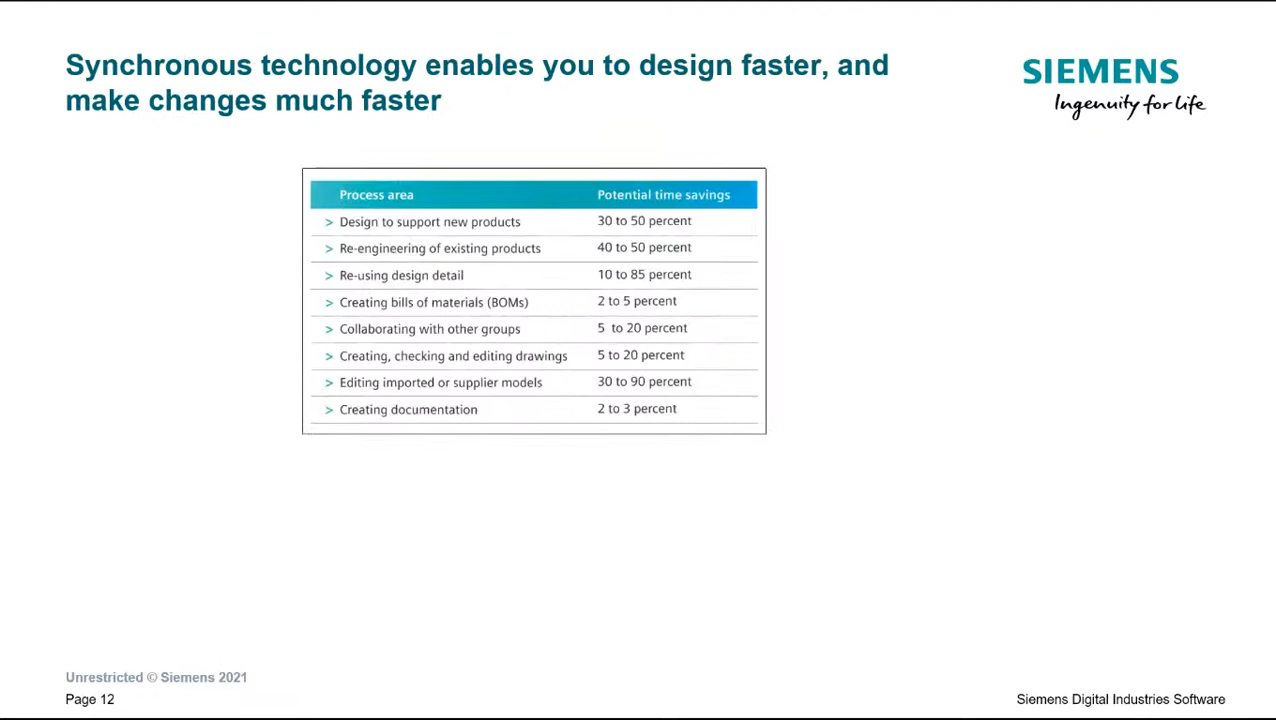 Synchronous technology enables you to design faster, and
make changes much faster
SIEMENS
Ingenuity for life
Process area Potential time savings
> Design to support new products 30 to 50 percent
> Re-engineering of existing products 40 to 50 percent
> Re-using design detail 10 to 85 percent
> Creating bills of materials (BOMs) 2 to 5 percent
> Collaborating with other groups 5 to 20 percent
> Creating, checking and editing drawings 5 to 20 percent
> Editing imported or supplier models 30 to 90 percent
> Creating documentation 2 to 3 percent
Unrestricted © Siemens 2021
Page 12
Siemens Digital Industries Software